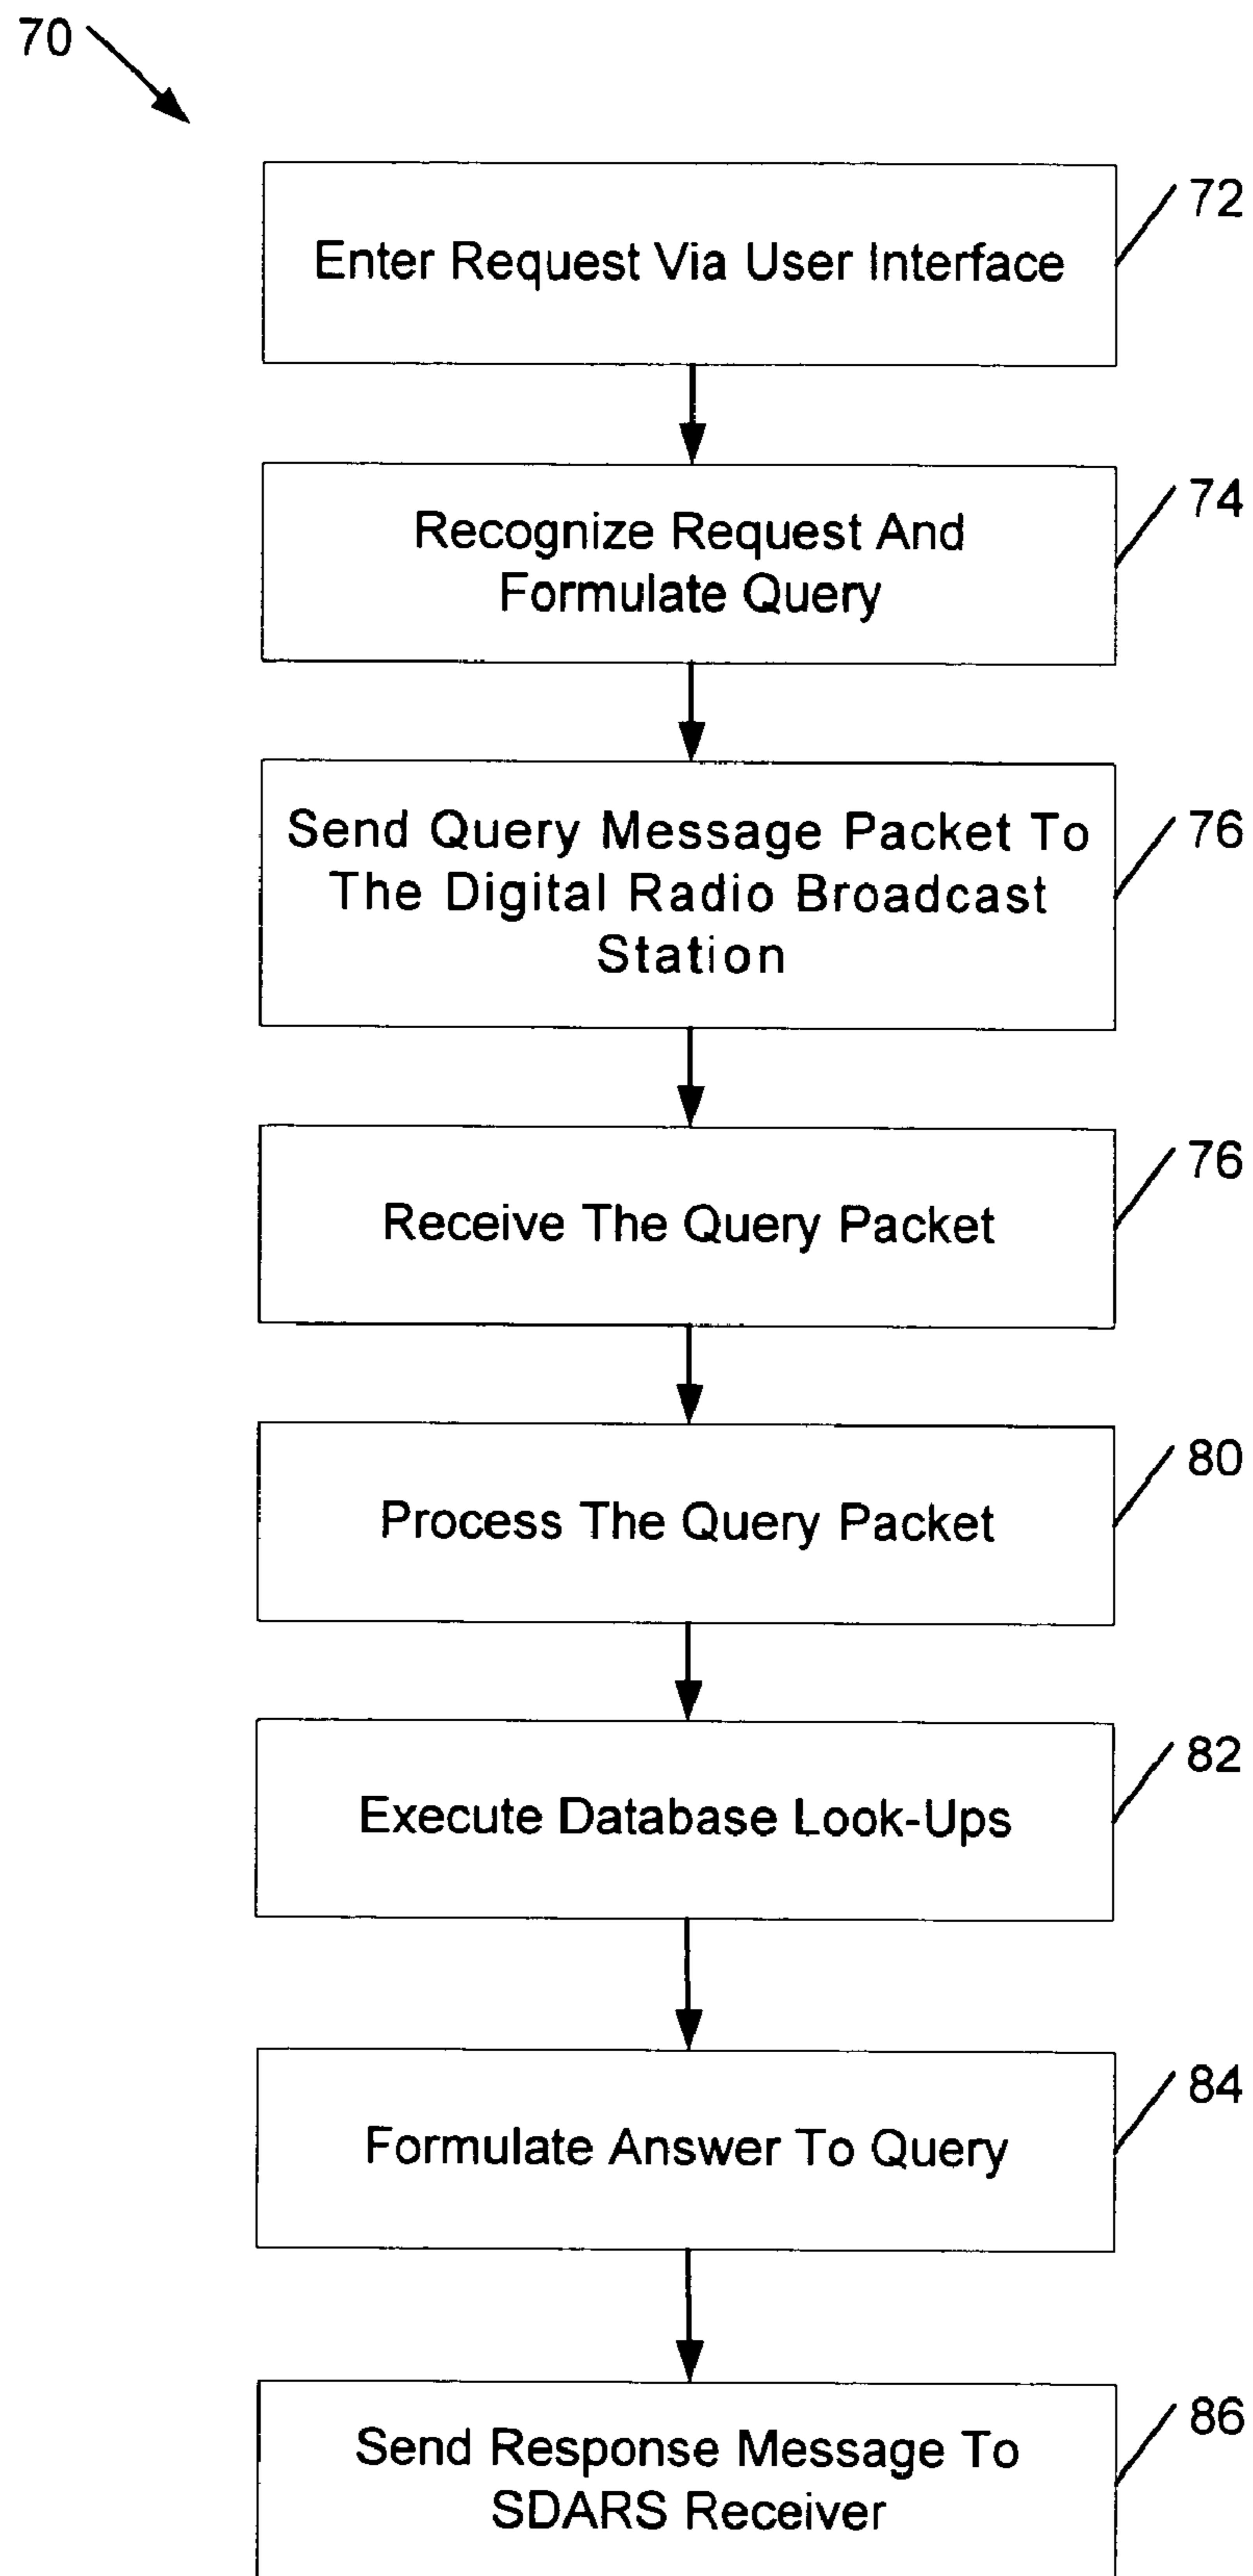 70
72
Enter Request Via User Interface
74
Recognize Request And
Formulate Query
76
Send Query Message Packet To
The Digital Radio Broadcast
Station
76
Receive The Query Packet
80
Process The Query Packet
82
Execute Database Look-Ups
84
Formulate Answer To Query
86
Send Response Message To
SDARS Receiver